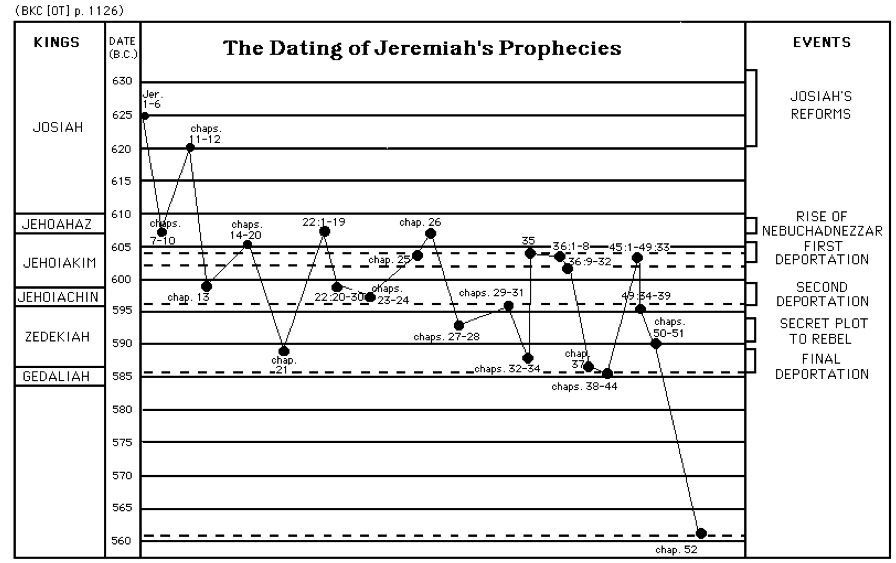 (BKC [OT] p. 1126)
KINGS
DATE
(B.C.)
The Dating of Jeremiah's Prophecies
EVENTS
JOSIAH
JEHOAHAZ
JEHOIAKIM
JEHOIACHIN
ZEDEKIAH
GEDALIAH
630
625
620
615
610
605
600
595
590
585
580
575
570
565
560
Jer.
1-6
chaps.
7-10
chaps.
11-12
chap. 13
chaps.
14-20
chap.
21
22:1-19
22:20-30
chaps.
23-24
chap. 25
chap. 26
chaps. 27-28
chaps. 29-31
chaps. 32-34
35
36:1-8
36:9-32
chap.
37
chaps. 38-44
45:1-49:33
49:34-39
chaps.
50-51
chap. 52
JOSIAH'S
REFORMS
RISE OF
NEBUCHADNEZZAR
FIRST
DEPORTATION
SECOND
DEPORTATION
SECRET PLOT
TO REBEL
FINAL
DEPORTATION